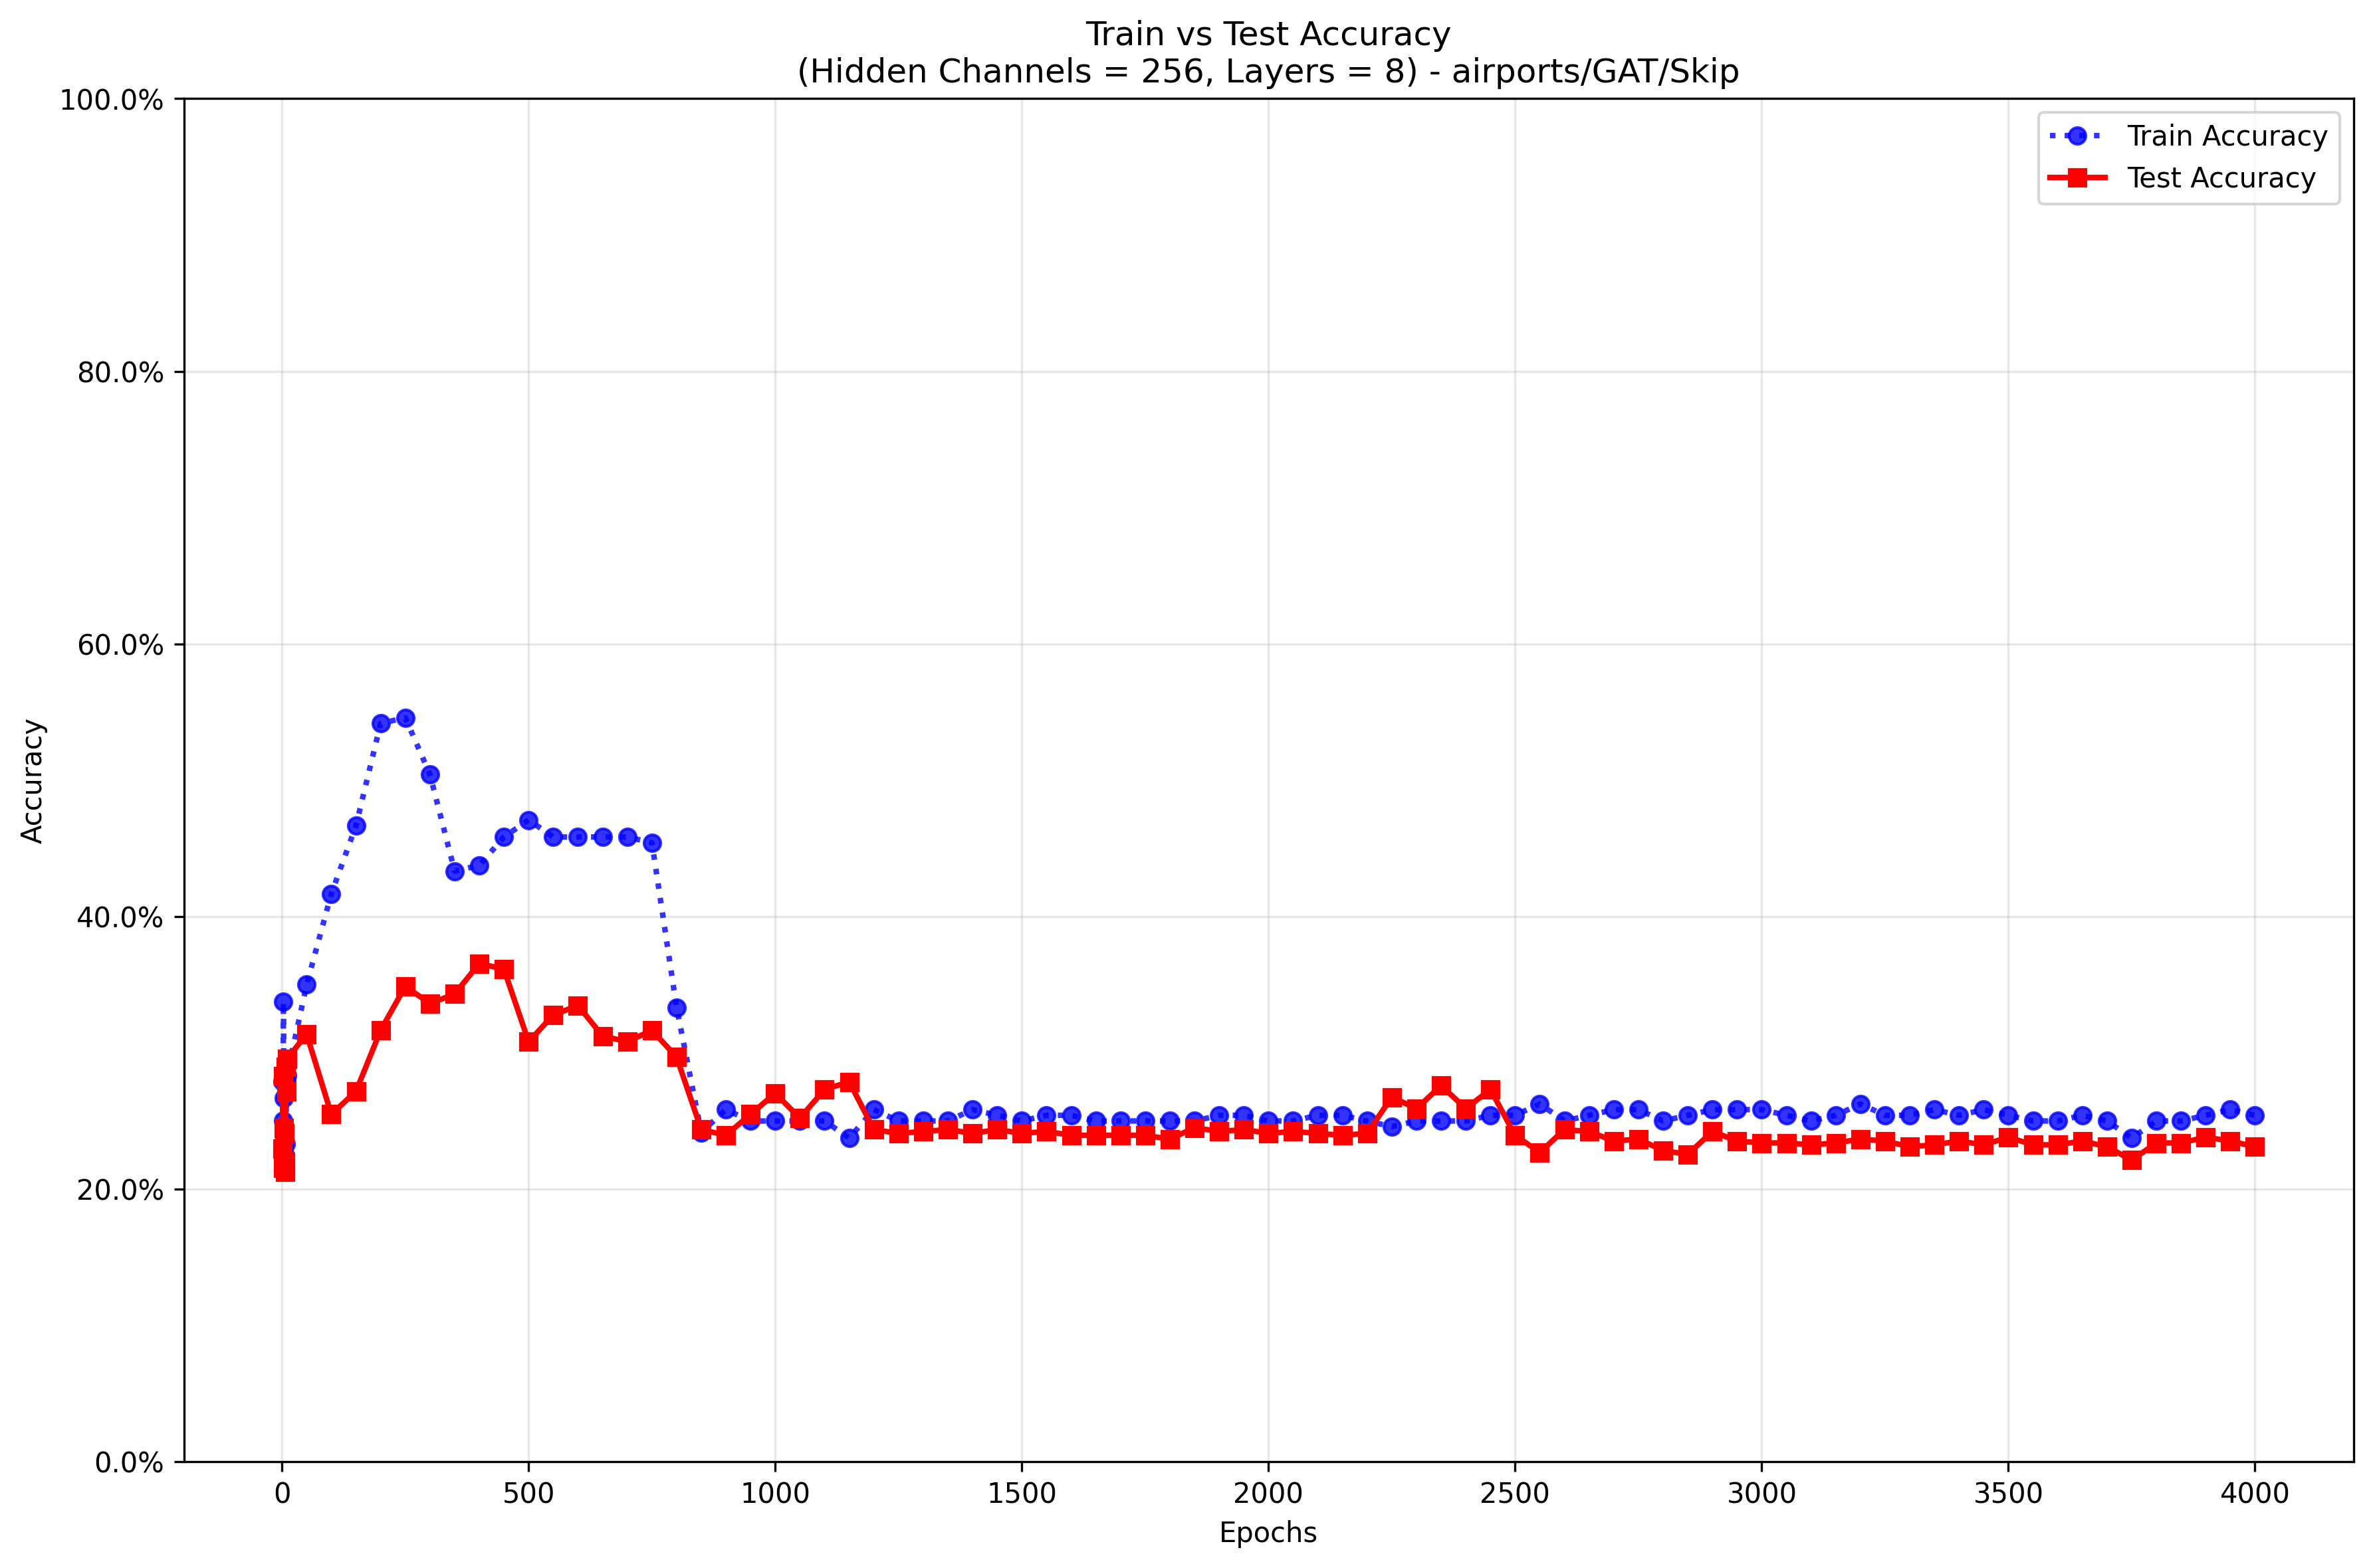 Train vs Test Accuracy
(Hidden Channels = 256, Layers = 8) - airports/GAT/Skip
Train Accuracy
Test Accuracy
Accuracy
100.0%
80.0%
60.0%
40.0%
20.0%
0.0%
0 500 1000 1500 2000 2500 3000 3500 4000
Epochs